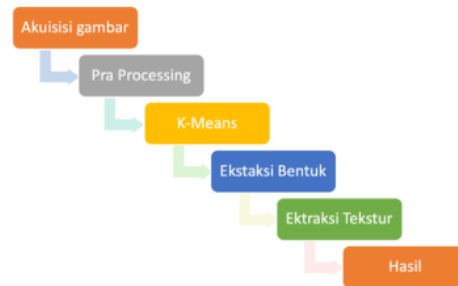 Akuisisi gambar
Pra Processing
K-Means
Ekstaksi Bentuk
Ektraksi Tekstur
Hasil